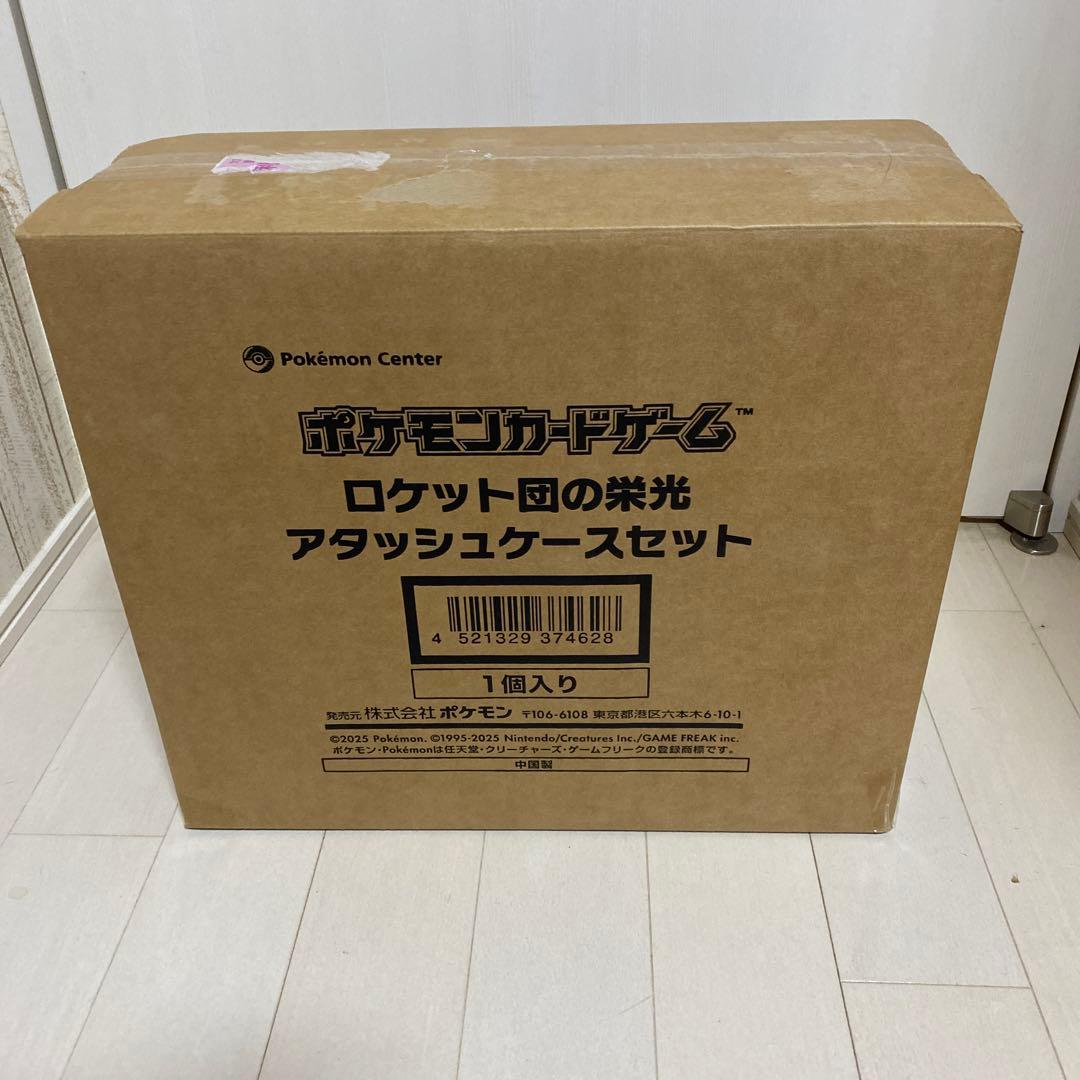 Pokémon Center
ポケモンカードゲーム™
ロケット団の栄光
アタッシュケースセット
4 521329 374628
1個入り
発売元 株式会社 ポケモン 〒106-6108 東京都港区六本木6-10-1
©2025 Pokémon. ©1995-2025 Nintendo/Creatures Inc./GAME FREAK inc.
ポケモン・Pokémonは任天堂・クリーチャーズ・ゲームフリークの登録商標です。
中国製